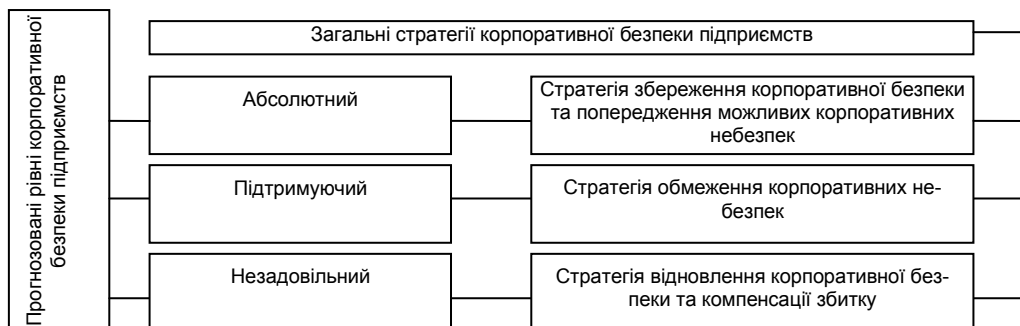 Прогнозовані рівні корпоративної
безпеки підприємств
Загальні стратегії корпоративної безпеки підприємств
Абсолютний
Стратегія збереження корпоративної безпеки
та попередження можливих корпоративних
небезпек
Підтримуючий
Стратегія обмеження корпоративних не-
безпек
Незадовільний
Стратегія відновлення корпоративної без-
пеки та компенсації збитку